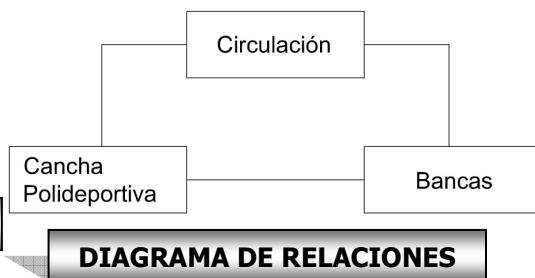 Circulación
Cancha
Polideportiva
Bancas
DIAGRAMA DE RELACIONES